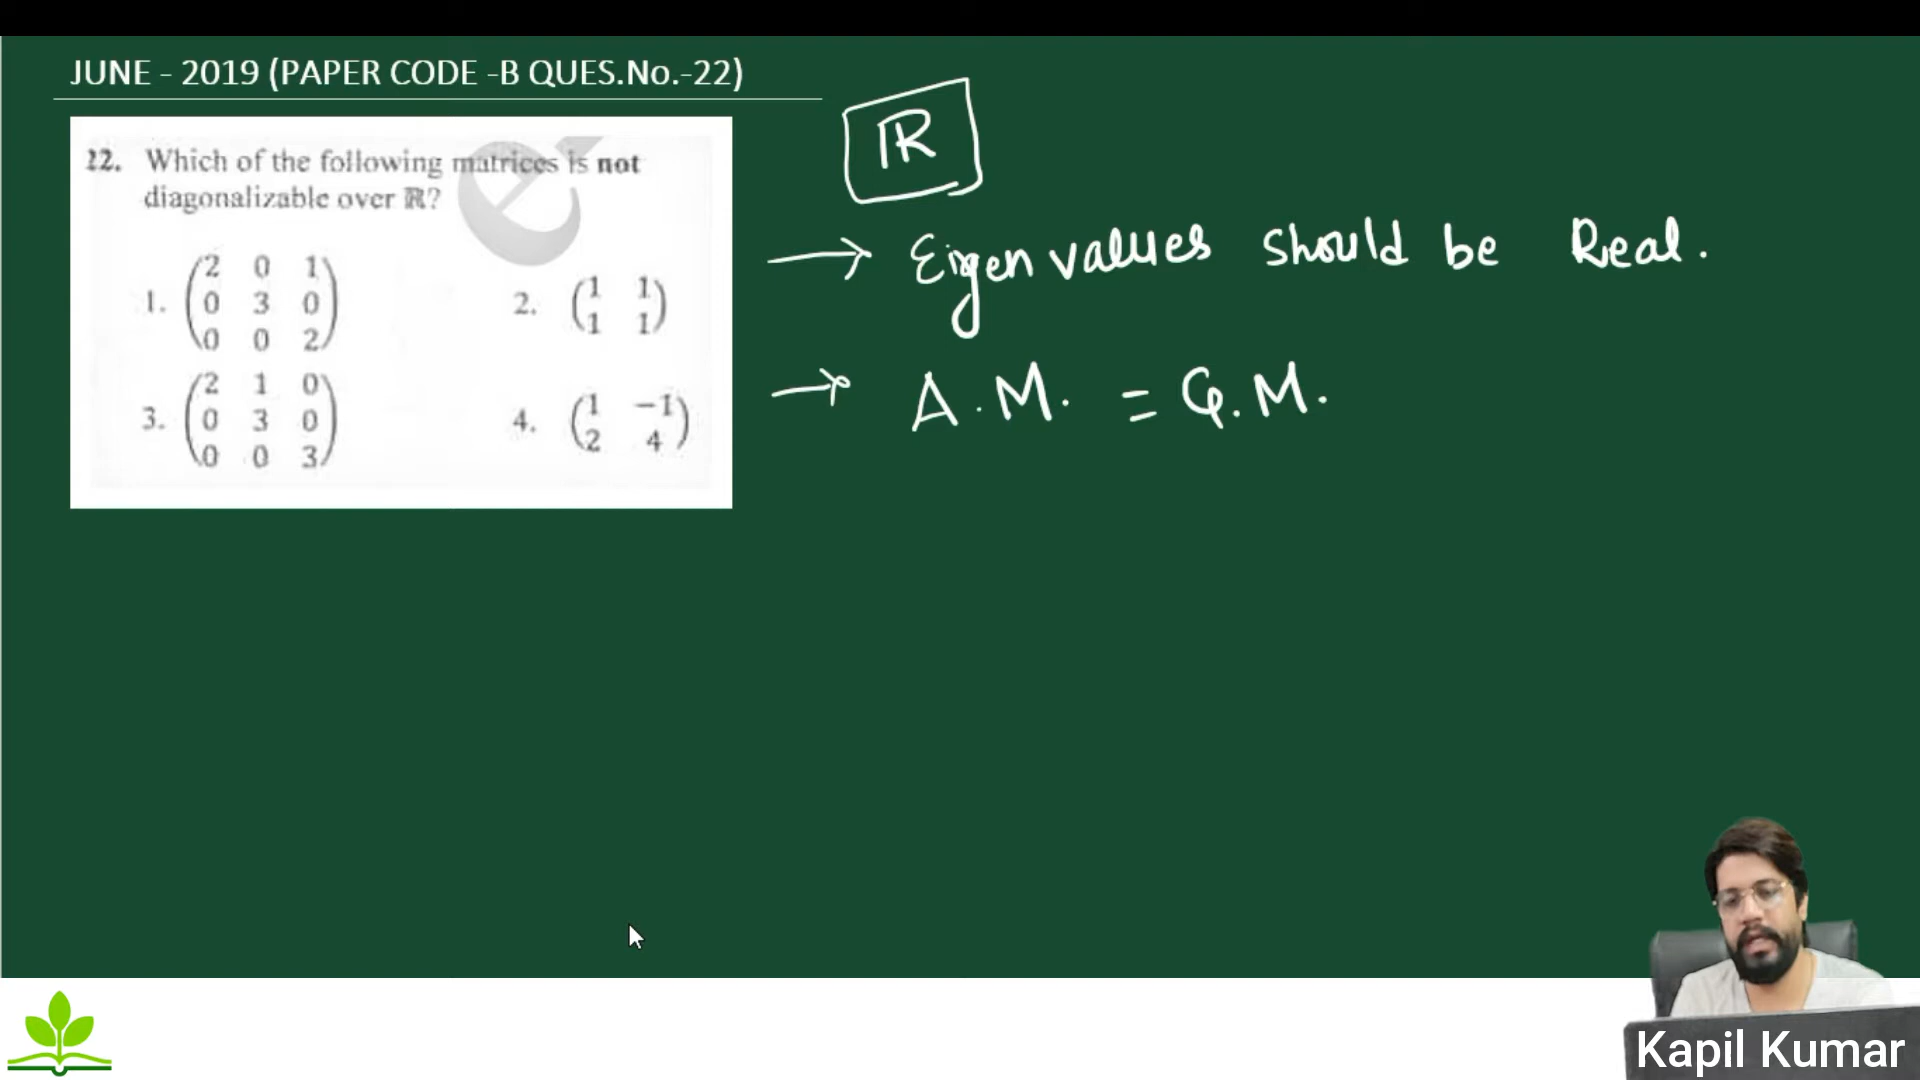 JUNE - 2019 (PAPER CODE -B QUES.No.-22)
22. Which of the following matrices is not
diagonalizable over ℝ?
1. (2 0 1
0 3 0
0 0 2)
2. (1 1
1 1)
3. (2 1 0
0 3 0
0 0 3)
4. (1 -1
2 4)
ℝ
→ Eigen values should be Real.
→ A.M. = G.M.
Kapil Kumar